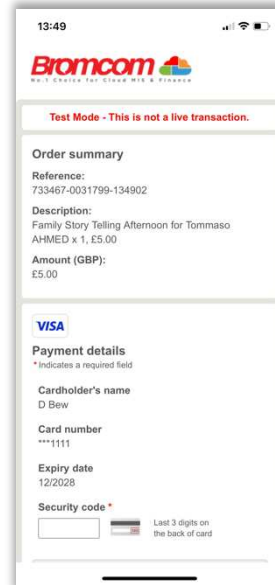 13:49
Bromcom
No.1 Choice for Cloud MIS & Finance
Test Mode - This is not a live transaction.
Order summary
Reference:
733467-0031799-134902
Description:
Family Story Telling Afternoon for Tommaso
AHMED x 1, £5.00
Amount (GBP):
£5.00
VISA
Payment details
* Indicates a required field
Cardholder's name
D Bew
Card number
***1111
Expiry date
12/2028
Security code *
Last 3 digits on
the back of card